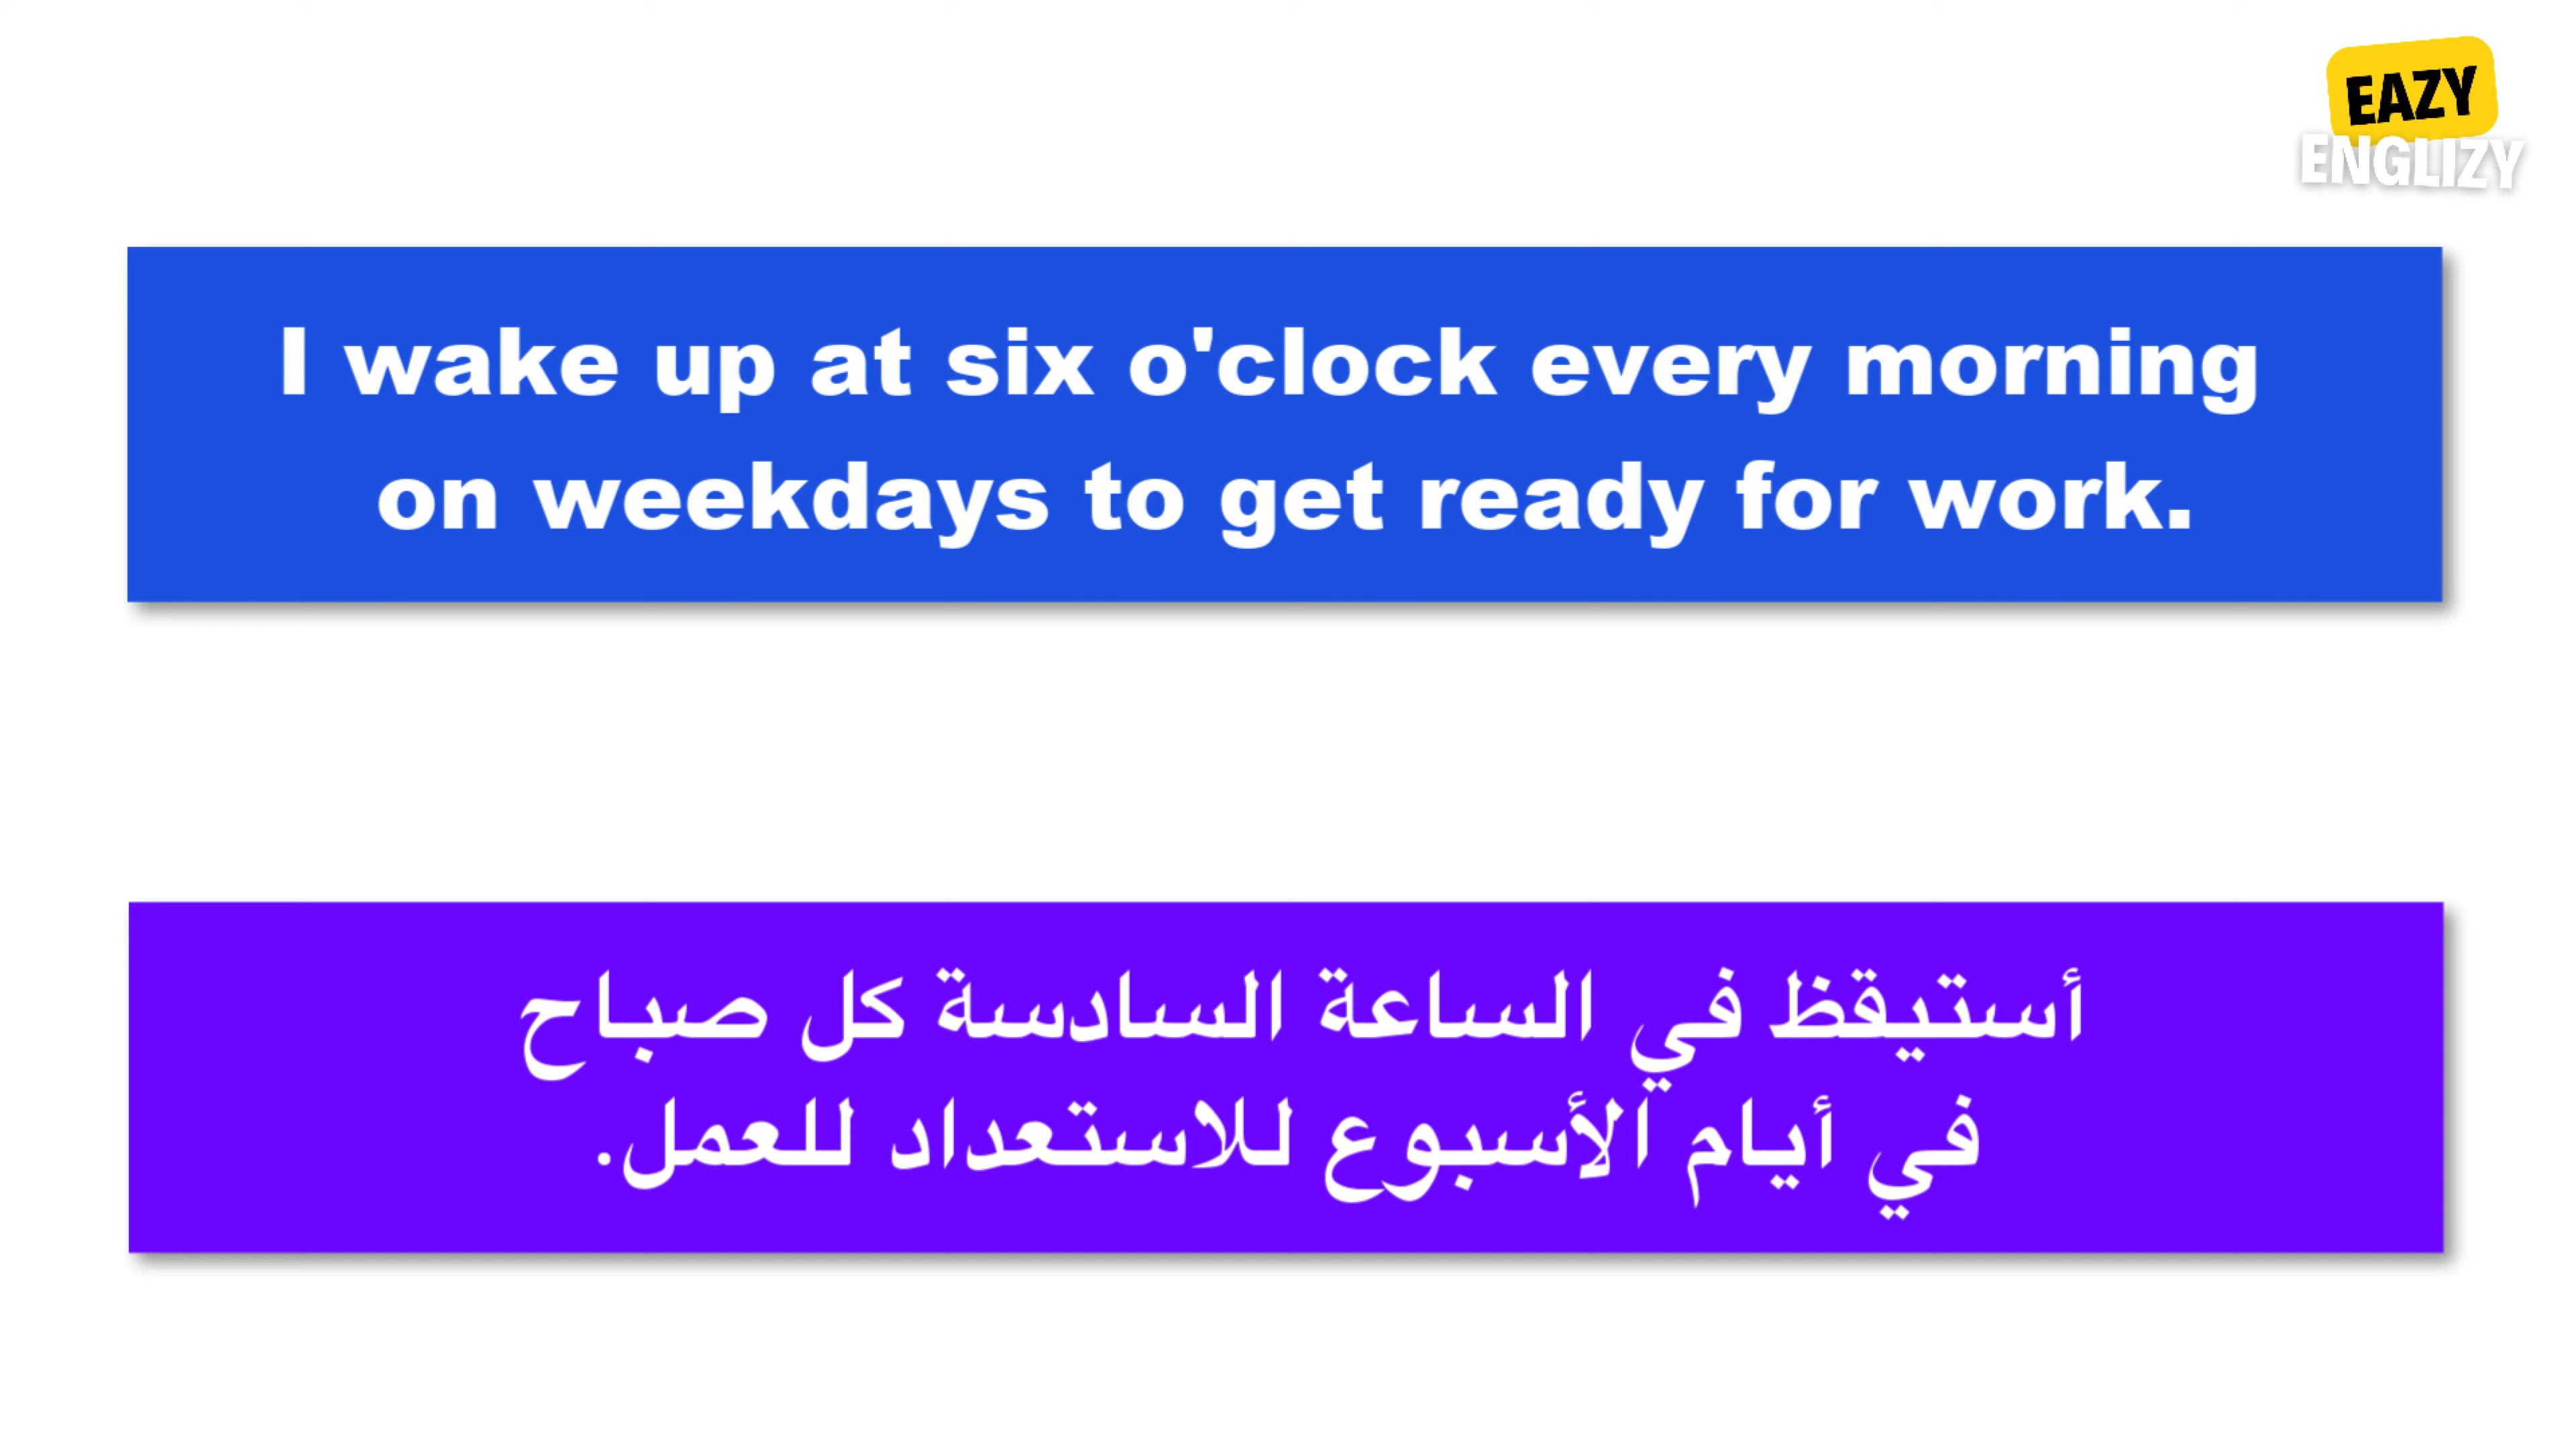 EAZY
ENGLIZY
I wake up at six o'clock every morning
on weekdays to get ready for work.
أستيقظ في الساعة السادسة كل صباح
في أيام الأسبوع للاستعداد للعمل.